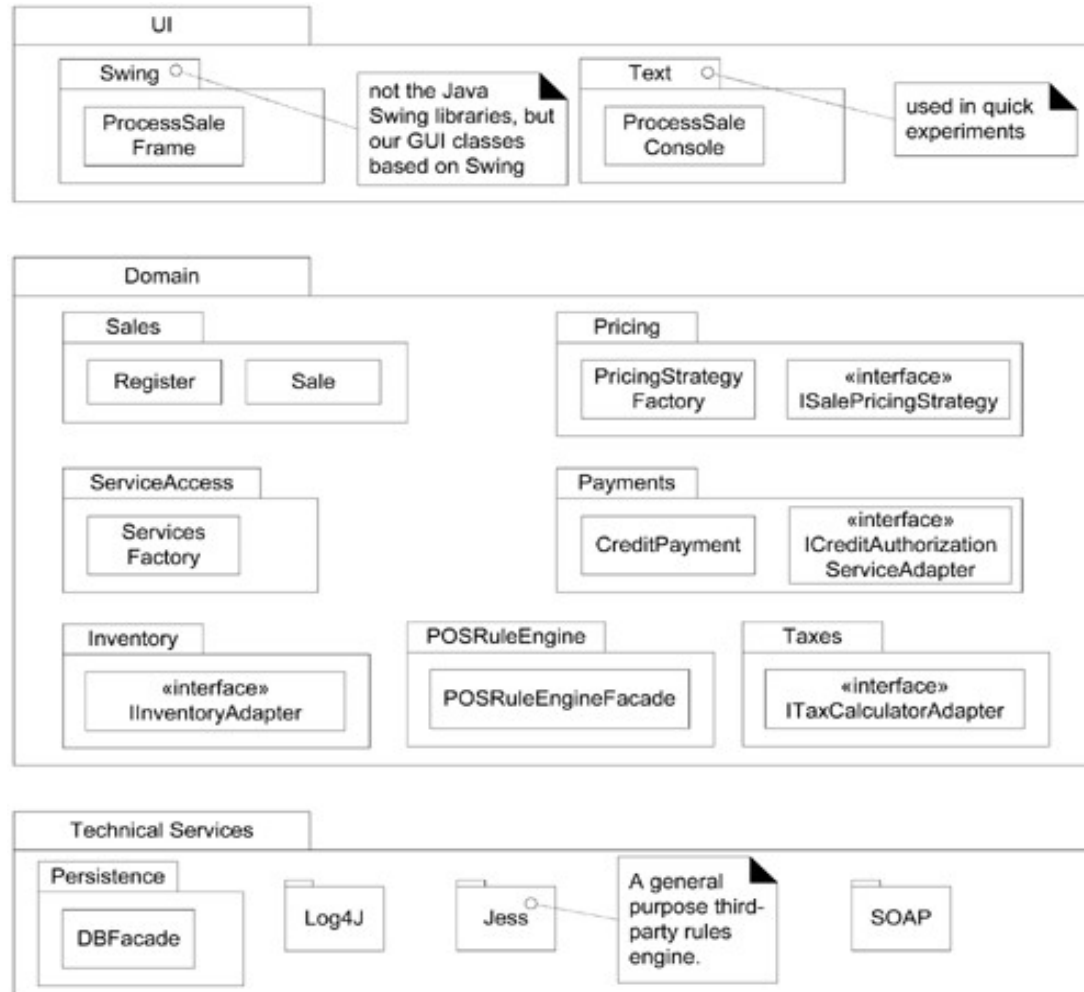 UI
Swing
ProcessSale
Frame
not the Java
Swing libraries, but
our GUI classes
based on Swing
Text
ProcessSale
Console
used in quick
experiments
Domain
Sales
Register
Sale
Pricing
PricingStrategy
Factory
«interface»
ISalePricingStrategy
ServiceAccess
Services
Factory
Payments
CreditPayment
«interface»
ICreditAuthorization
ServiceAdapter
Inventory
«interface»
IInventoryAdapter
POSRuleEngine
POSRuleEngineFacade
Taxes
«interface»
ITaxCalculatorAdapter
Technical Services
Persistence
DBFacade
Log4J
Jess
A general
purpose third-
party rules
engine.
SOAP